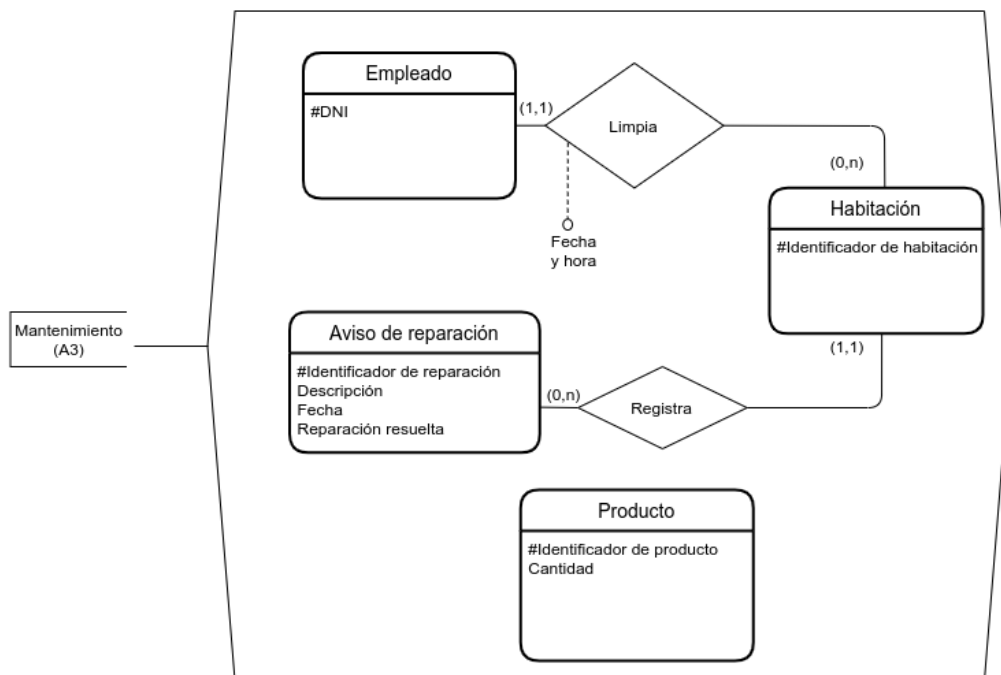 Empleado
#DNI
(1,1)
Limpia
(0,n)
Fecha
y hora
Habitación
#Identificador de habitación
Mantenimiento
(A3)
Aviso de reparación
#Identificador de reparación
Descripción
Fecha
Reparación resuelta
(0,n)
Registra
(1,1)
Producto
#Identificador de producto
Cantidad